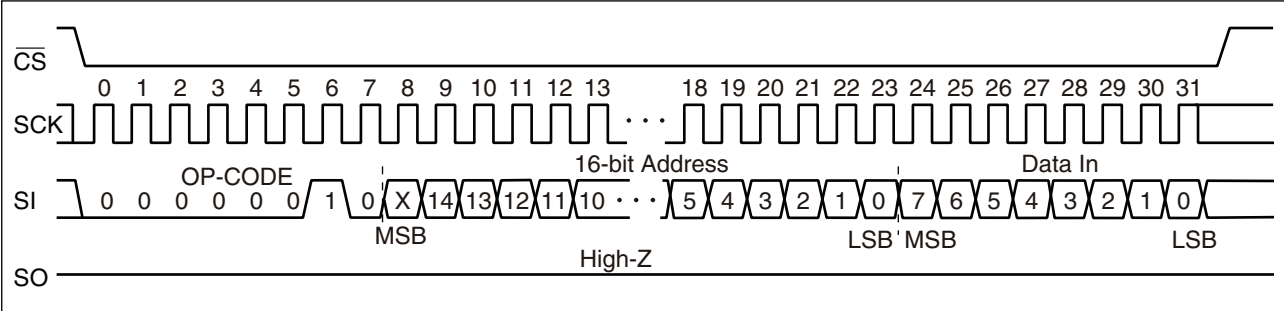 CS
0 1 2 3 4 5 6 7 8 9 10 11 12 13 18 19 20 21 22 23 24 25 26 27 28 29 30 31
SCK · · ·
OP-CODE 16-bit Address Data In
SI 0 0 0 0 0 0 1 0 X 14 13 12 11 10 · · · 5 4 3 2 1 0 7 6 5 4 3 2 1 0
MSB LSB MSB LSB
High-Z
SO